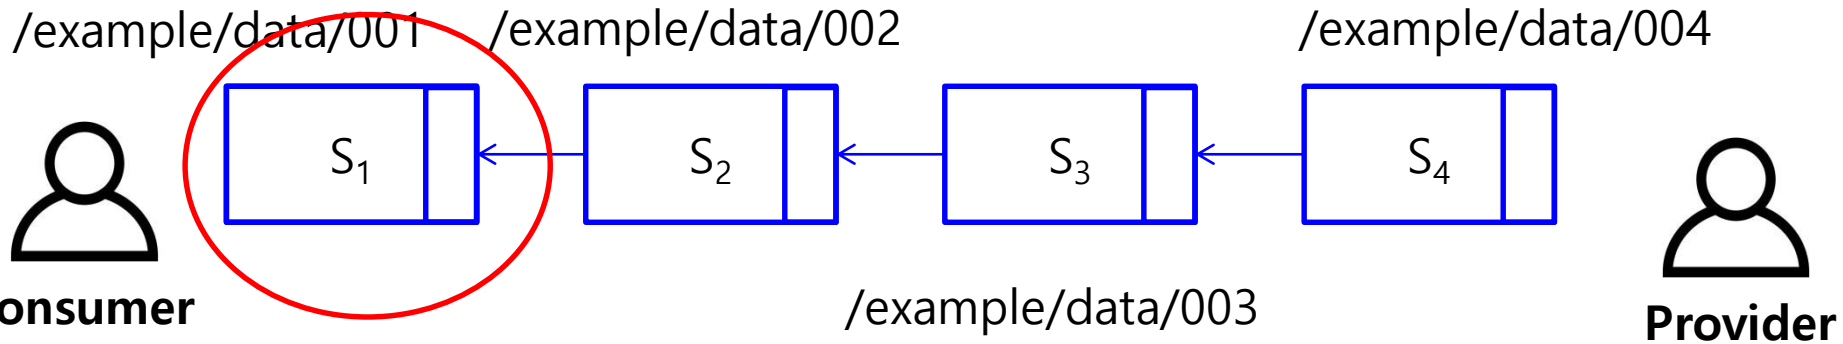 /example/data/001
/example/data/002
/example/data/004
S₁
S₂
S₃
S₄
/example/data/003
onsumer
Provider